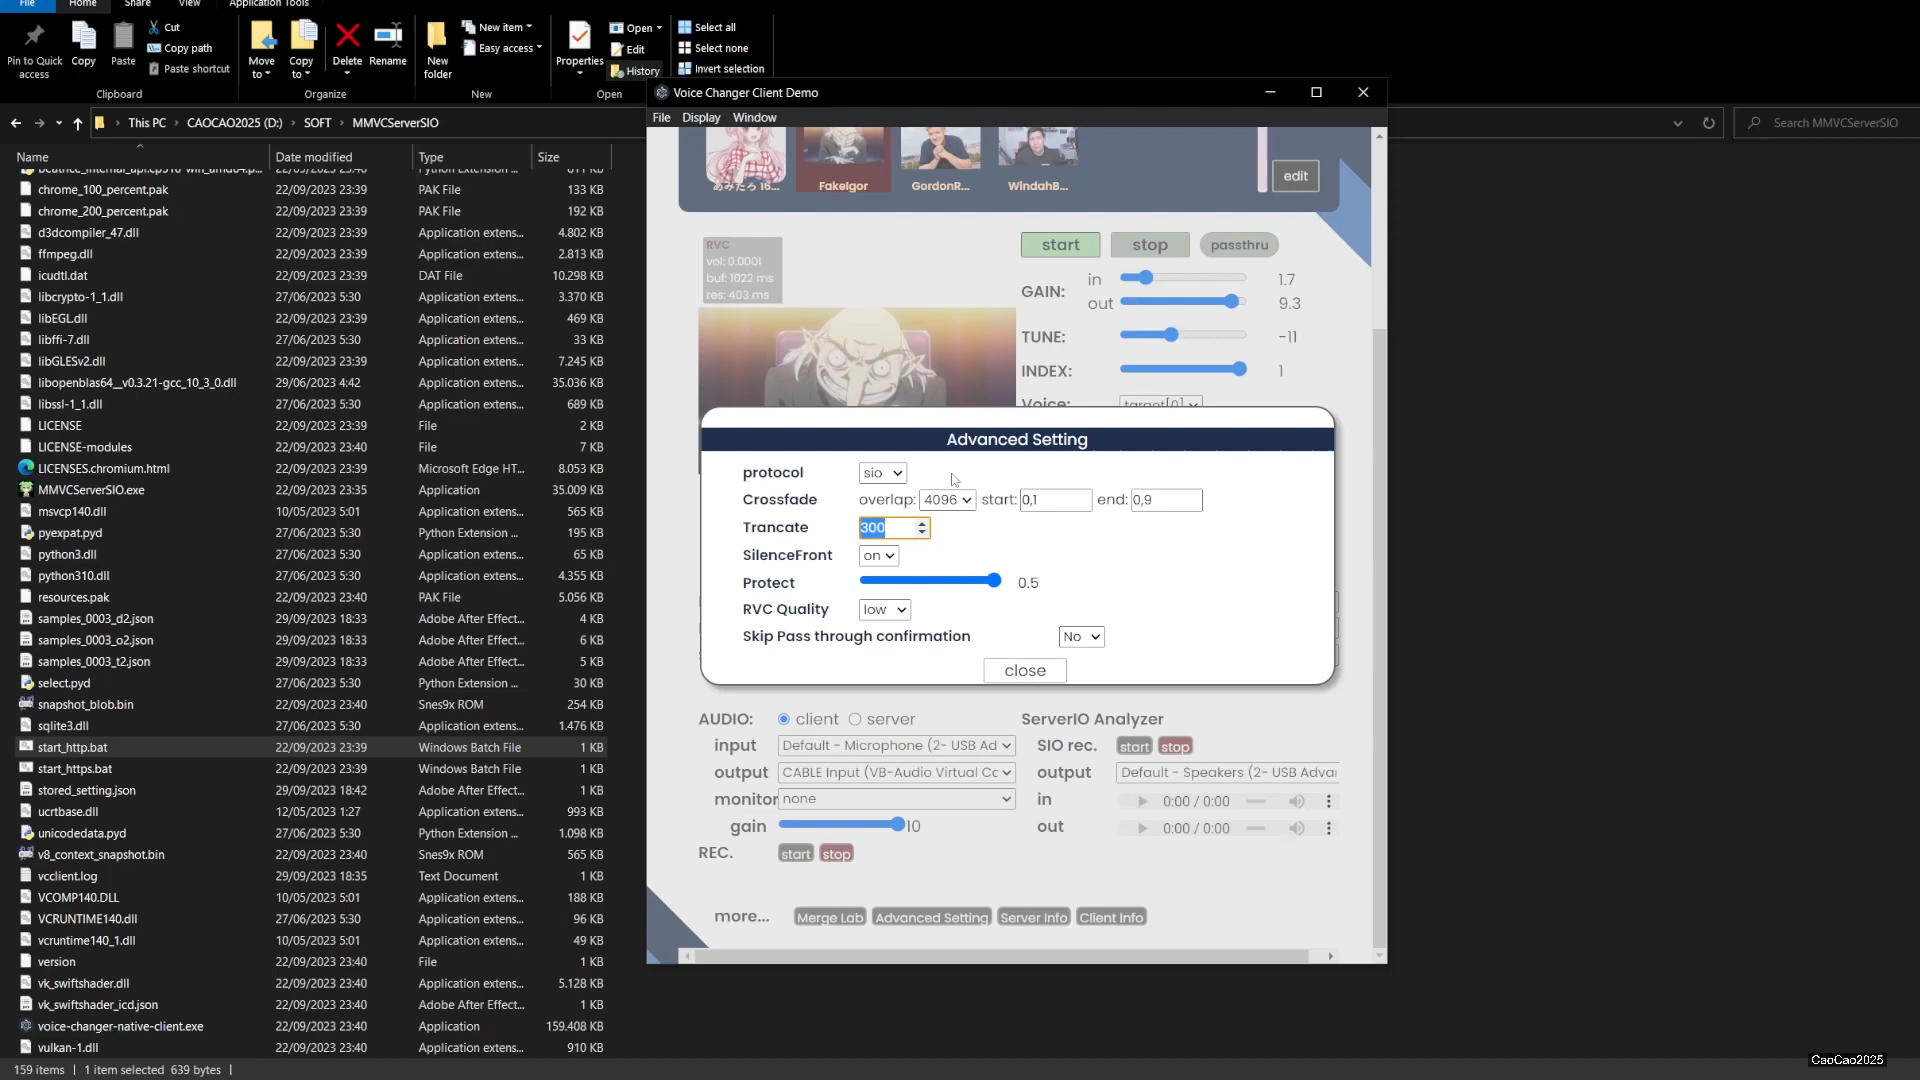 File Home Share View Application Tools
Pin to Quick access
Copy
Paste
Cut
Copy path
Paste shortcut
Move to
Copy to
Delete
Rename
New folder
New item
Easy access
Properties
Open
Edit
History
Select all
Select none
Invert selection
Clipboard Organize New Open
This PC > CAOCAO2025 (D:) > SOFT > MMVCServerSIO
Search MMVCServerSIO
Name Date modified Type Size
chrome_100_percent.pak 22/09/2023 23:39 PAK File 133 KB
chrome_200_percent.pak 22/09/2023 23:39 PAK File 192 KB
d3dcompiler_47.dll 22/09/2023 23:39 Application extens... 4.802 KB
ffmpeg.dll 22/09/2023 23:39 Application extens... 2.813 KB
icudtl.dat 22/09/2023 23:39 DAT File 10.298 KB
libcrypto-1_1.dll 27/06/2023 5:30 Application extens... 3.370 KB
libEGL.dll 22/09/2023 23:39 Application extens... 469 KB
libffi-7.dll 27/06/2023 5:30 Application extens... 33 KB
libGLESv2.dll 22/09/2023 23:39 Application extens... 7.245 KB
libopenblas64__v0.3.21-gcc_10_3_0.dll 29/06/2023 4:42 Application extens... 35.036 KB
libssl-1_1.dll 27/06/2023 5:30 Application extens... 689 KB
LICENSE 22/09/2023 23:39 File 2 KB
LICENSE-modules 22/09/2023 23:40 File 7 KB
LICENSES.chromium.html 22/09/2023 23:39 Microsoft Edge HT... 8.053 KB
MMVCServerSIO.exe 22/09/2023 23:35 Application 35.009 KB
msvcp140.dll 10/05/2023 5:01 Application extens... 565 KB
pyexpat.pyd 27/06/2023 5:30 Python Extension ... 195 KB
python3.dll 27/06/2023 5:30 Application extens... 65 KB
python310.dll 27/06/2023 5:30 Application extens... 4.355 KB
resources.pak 22/09/2023 23:40 PAK File 5.056 KB
samples_0003_d2.json 29/09/2023 18:33 Adobe After Effect... 4 KB
samples_0003_o2.json 29/09/2023 18:33 Adobe After Effect... 6 KB
samples_0003_t2.json 29/09/2023 18:33 Adobe After Effect... 5 KB
select.pyd 27/06/2023 5:30 Python Extension ... 30 KB
snapshot_blob.bin 22/09/2023 23:40 Snes9x ROM 254 KB
sqlite3.dll 27/06/2023 5:30 Application extens... 1.476 KB
start_http.bat 22/09/2023 23:39 Windows Batch File 1 KB
start_https.bat 22/09/2023 23:39 Windows Batch File 1 KB
stored_setting.json 29/09/2023 18:42 Adobe After Effect... 1 KB
ucrtbase.dll 12/05/2023 1:27 Application extens... 993 KB
unicodedata.pyd 27/06/2023 5:30 Python Extension ... 1.098 KB
v8_context_snapshot.bin 22/09/2023 23:40 Snes9x ROM 565 KB
vcclient.log 29/09/2023 18:35 Text Document 1 KB
VCOMP140.DLL 10/05/2023 5:01 Application extens... 188 KB
VCRUNTIME140.dll 27/06/2023 5:30 Application extens... 96 KB
vcruntime140_1.dll 10/05/2023 5:01 Application extens... 49 KB
version 22/09/2023 23:40 File 1 KB
vk_swiftshader.dll 22/09/2023 23:40 Application extens... 5.128 KB
vk_swiftshader_icd.json 22/09/2023 23:40 Adobe After Effect... 1 KB
voice-changer-native-client.exe 22/09/2023 23:40 Application 159.408 KB
vulkan-1.dll 22/09/2023 23:40 Application extens... 910 KB
159 items | 1 item selected 639 bytes |
Voice Changer Client Demo
File Display Window
あみたろ 16... FakeIgor GordonR... WindahB...
edit
RVC
vol: 0.0001
buf: 1022 ms
res: 403 ms
start stop passthru
GAIN: in 1.7
out 9.3
TUNE: -11
INDEX: 1
Voice: target[0]
Advanced Setting
protocol sio
Crossfade overlap: 4096 start: 0,1 end: 0,9
Trancate 300
SilenceFront on
Protect 0.5
RVC Quality low
Skip Pass through confirmation No
close
AUDIO: client server
input Default - Microphone (2- USB Ad
output CABLE Input (VB-Audio Virtual Cc
monitor none
gain 10
REC. start stop
ServerIO Analyzer
SIO rec. start stop
output Default - Speakers (2- USB Advar
in 0:00 / 0:00
out 0:00 / 0:00
more... Merge Lab Advanced Setting Server Info Client Info
CaoCao2025